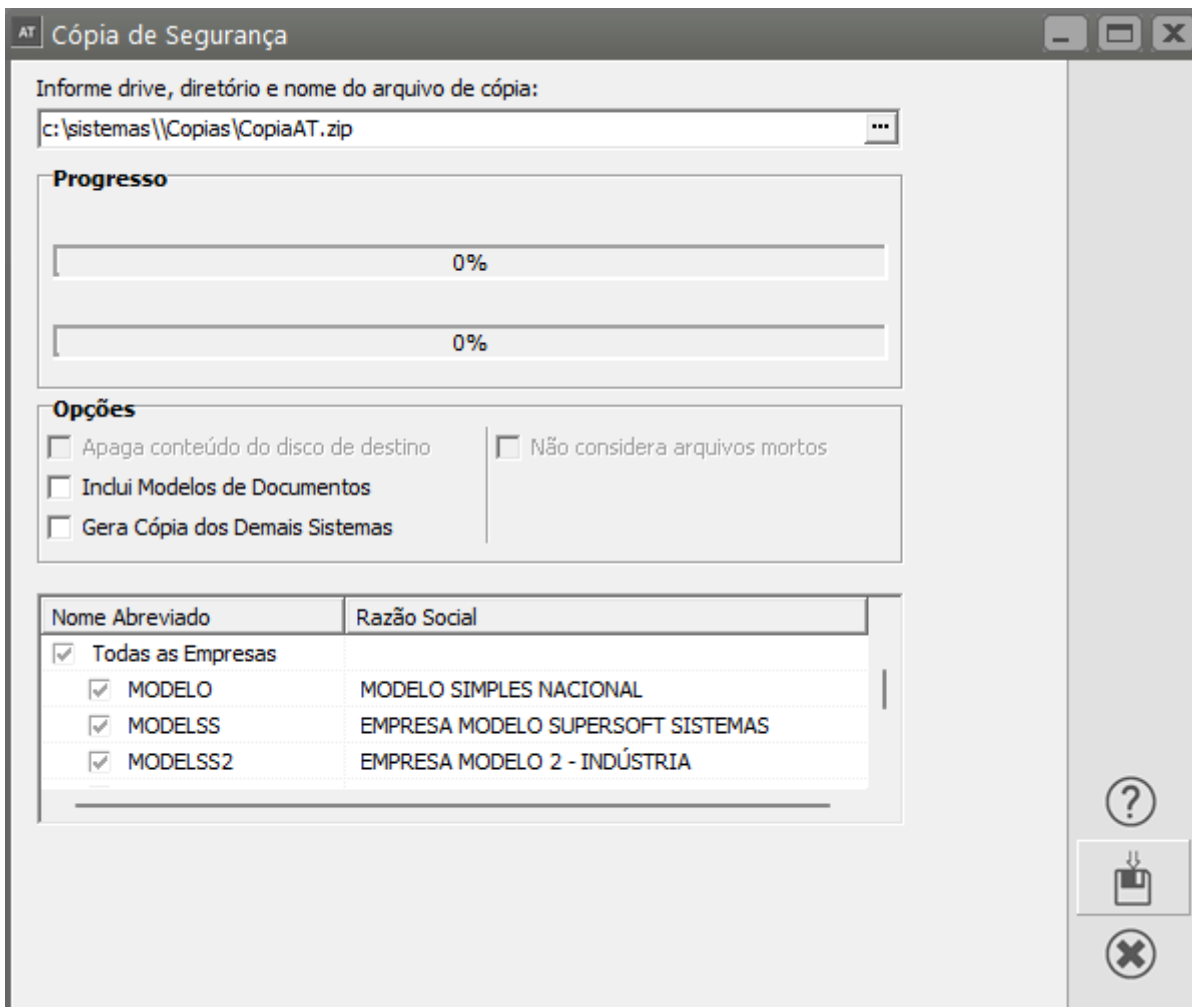 AT Cópia de Segurança
Informe drive, diretório e nome do arquivo de cópia:
c:\sistemas\\Copias\CopiaAT.zip ...
Progresso
0%
0%
Opções
Apaga conteúdo do disco de destino Não considera arquivos mortos
Inclui Modelos de Documentos
Gera Cópia dos Demais Sistemas
Nome Abreviado Razão Social
Todas as Empresas
MODELO MODELO SIMPLES NACIONAL
MODELSS EMPRESA MODELO SUPERSOFT SISTEMAS
MODELSS2 EMPRESA MODELO 2 - INDÚSTRIA
?